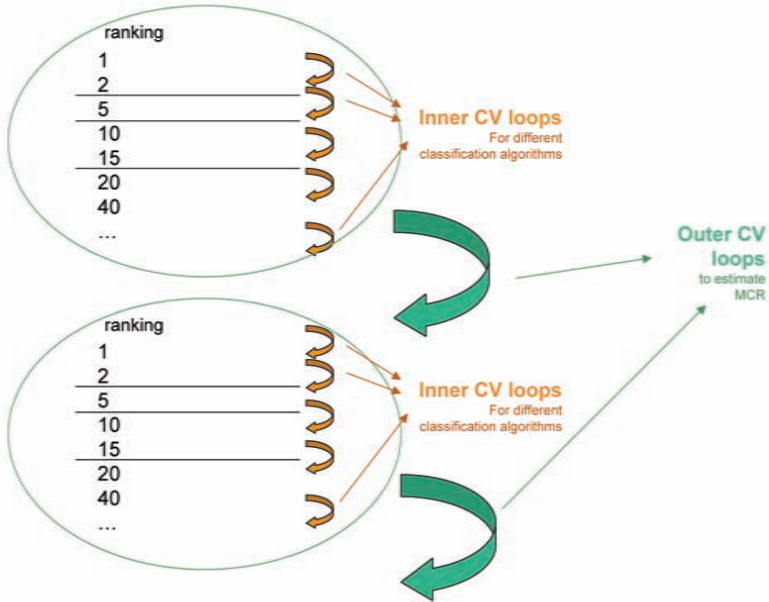 ranking
1
2
5
10
15
20
40
...
Inner CV loops
For different
classification algorithms
Outer CV
loops
to estimate
MCR
ranking
1
2
5
10
15
20
40
...
Inner CV loops
For different
classification algorithms